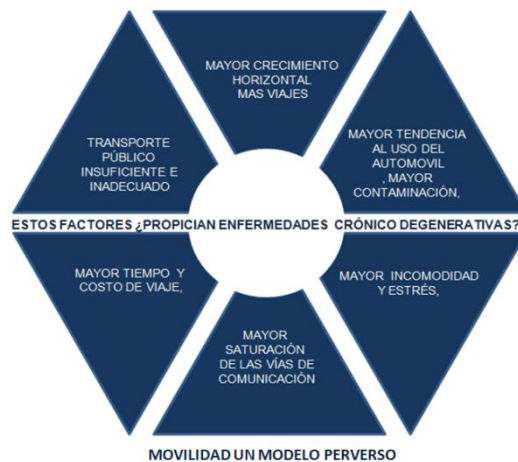 MAYOR CRECIMIENTO
HORIZONTAL
MAS VIAJES
MAYOR TENDENCIA
AL USO DEL
AUTOMOVIL
, MAYOR
CONTAMINACIÓN,
TRANSPORTE
PÚBLICO
INSUFICIENTE E
INADECUADO
ESTOS FACTORES ¿PROPICIAN ENFERMEDADES CRÓNICO DEGENERATIVAS?
MAYOR TIEMPO Y
COSTO DE VIAJE,
MAYOR INCOMODIDAD
Y ESTRÉS,
MAYOR
SATURACIÓN
DE LAS VÍAS DE
COMUNICACIÓN
MOVILIDAD UN MODELO PERVERSO